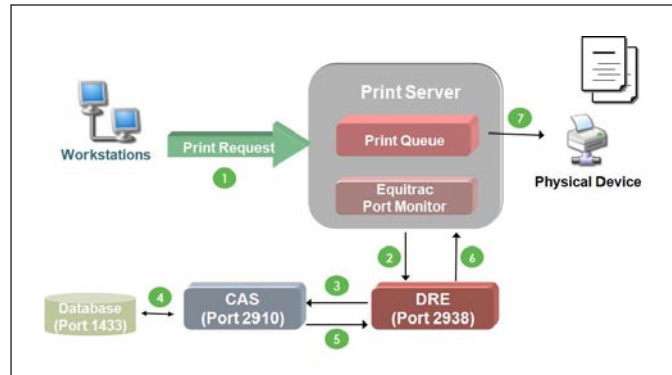 Print Server
Workstations
Print Request
1
Print Queue
7
Physical Device
Equitrac
Port Monitor
2
6
Database
(Port 1433)
4
CAS
(Port 2910)
3
5
DRE
(Port 2938)